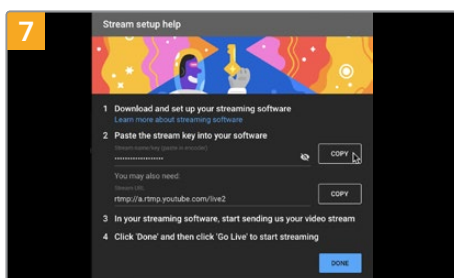 7
Stream setup help
1 Download and set up your streaming software
Learn more about streaming software
2 Paste the stream key into your software
Stream name/key (paste in encoder)
••••••••••••••••••••
COPY
You may also need
Stream URL
rtmp://a.rtmp.youtube.com/live2
COPY
3 In your streaming software, start sending us your video stream
4 Click 'Done' and then click 'Go Live' to start streaming
DONE